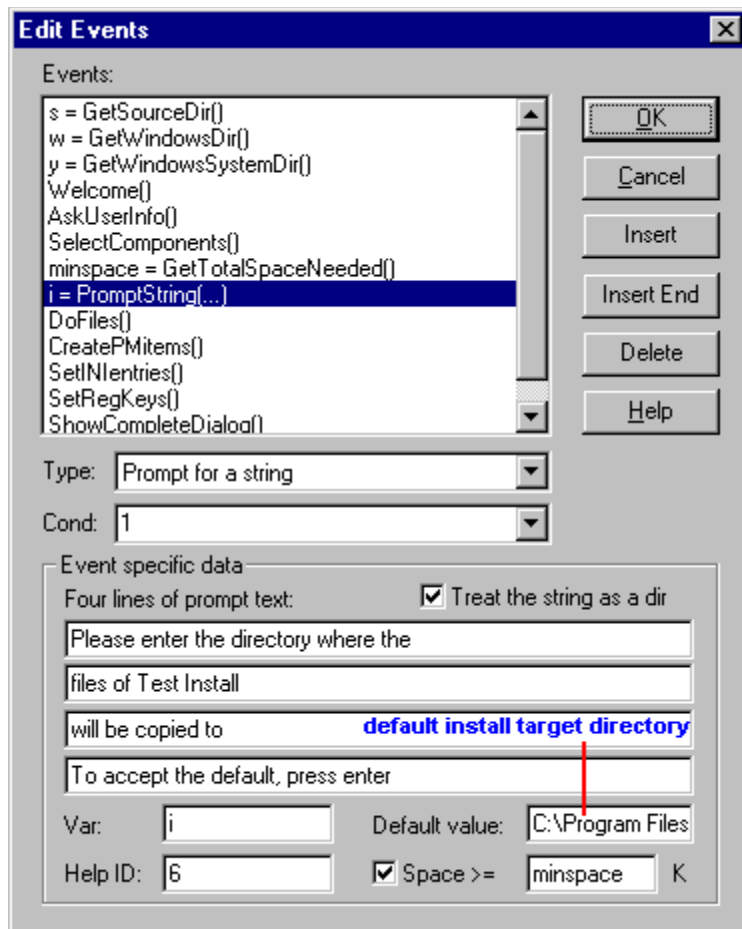 Edit Events
Events:
s = GetSourceDir()
w = GetWindowsDir()
y = GetWindowsSystemDir()
Welcome()
AskUserInfo()
SelectComponents()
minspace = GetTotalSpaceNeeded()
i = PromptString(...)
DoFiles()
CreatePMitems()
SetINIentries()
SetRegKeys()
ShowCompleteDialog()
OK
Cancel
Insert
Insert End
Delete
Help
Type: Prompt for a string
Cond: 1
Event specific data
Four lines of prompt text: Treat the string as a dir
Please enter the directory where the
files of Test Install
will be copied to default install target directory
To accept the default, press enter
Var: i Default value: C:\Program Files
Help ID: 6 Space >= minspace K